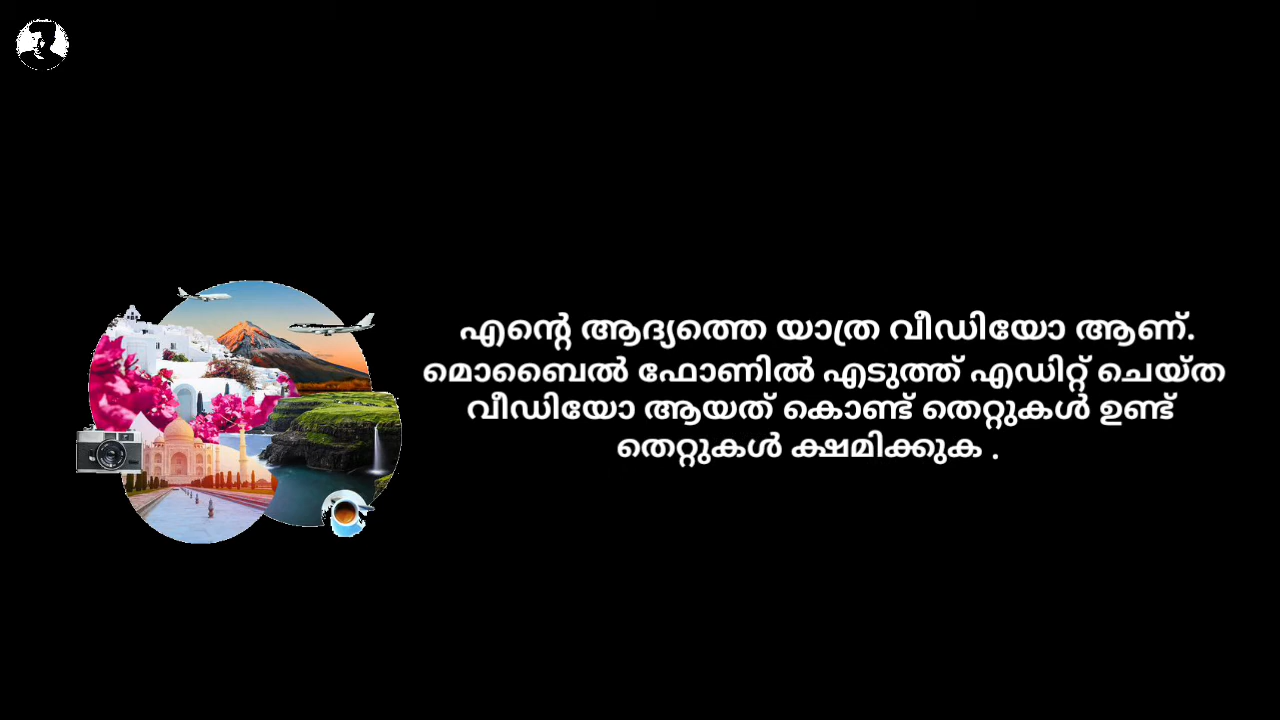 എന്റെ ആദ്യത്തെ യാത്ര വീഡിയോ ആണ്.
മൊബൈൽ ഫോണിൽ എടുത്ത് എഡിറ്റ് ചെയ്ത
വീഡിയോ ആയത് കൊണ്ട് തെറ്റുകൾ ഉണ്ട്
തെറ്റുകൾ ക്ഷമിക്കുക .